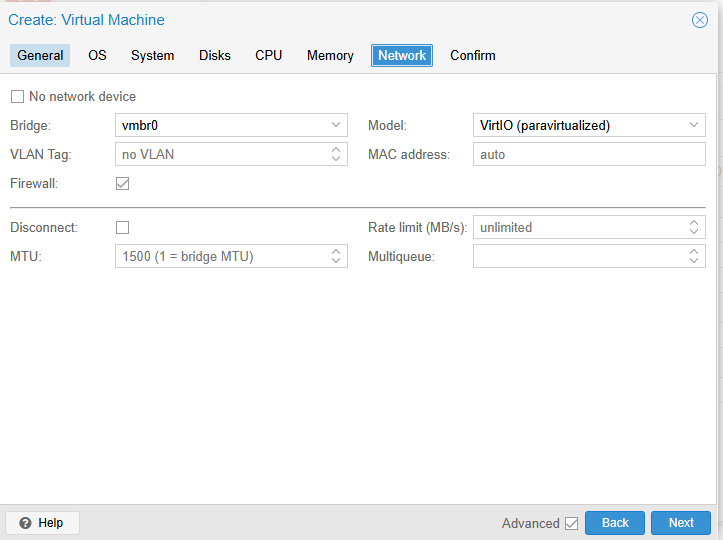 Create: Virtual Machine
General OS System Disks CPU Memory Network Confirm
No network device
Bridge: vmbr0 Model: VirtIO (paravirtualized)
VLAN Tag: no VLAN MAC address: auto
Firewall:
Disconnect: Rate limit (MB/s): unlimited
MTU: 1500 (1 = bridge MTU) Multiqueue:
Help Advanced Back Next